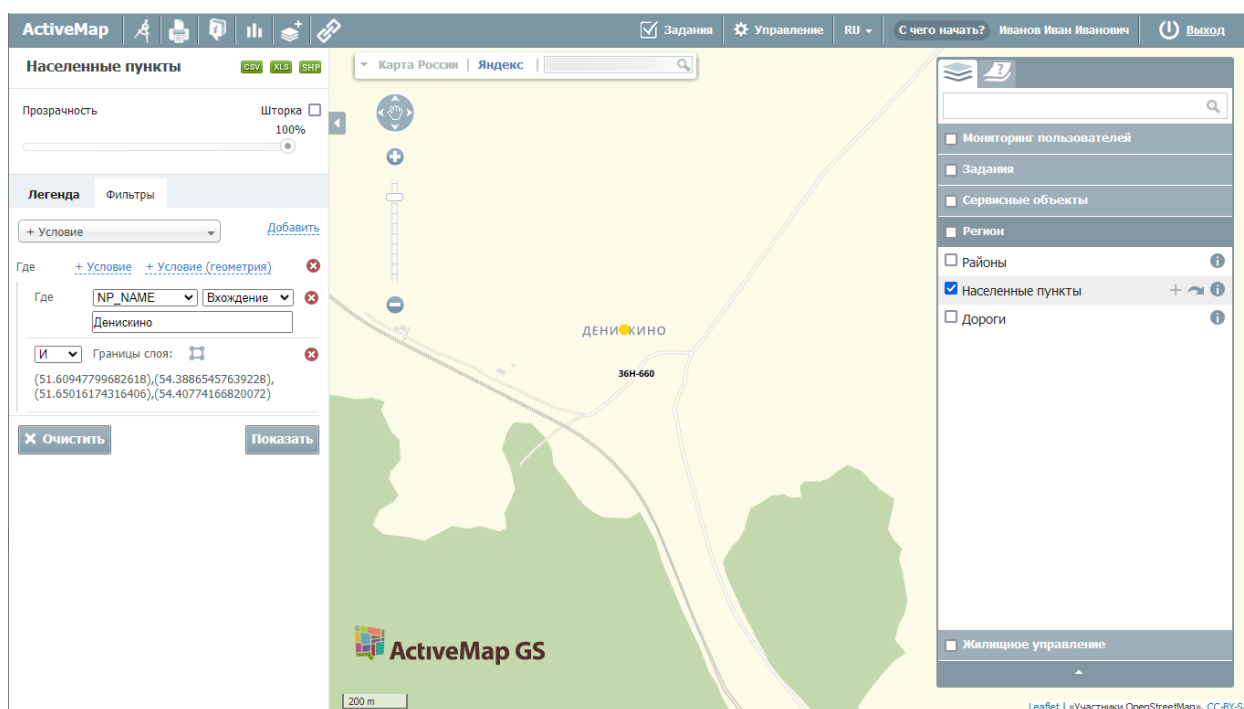 ActiveMap
Задания
Управление
RU
С чего начать?
Иванов Иван Иванович
Выход
Населенные пункты
CSV XLS SHP
Прозрачность
Шторка
100%
Легенда
Фильтры
+ Условие
Добавить
Где + Условие + Условие (геометрия)
Где NP_NAME Вхождение
Денискино
И Границы слоя:
(51.60947799682618),(54.38865457639228),
(51.65016174316406),(54.40774166820072)
Очистить
Показать
Карта России | Яндекс |
ДЕНИ КИНО
36Н-660
ActiveMap GS
200 m
Мониторинг пользователей
Задания
Сервисные объекты
Регион
Районы
Населенные пункты
Дороги
Жилищное управление
Leaflet | «Участники OpenStreetMap», CC-BY-S